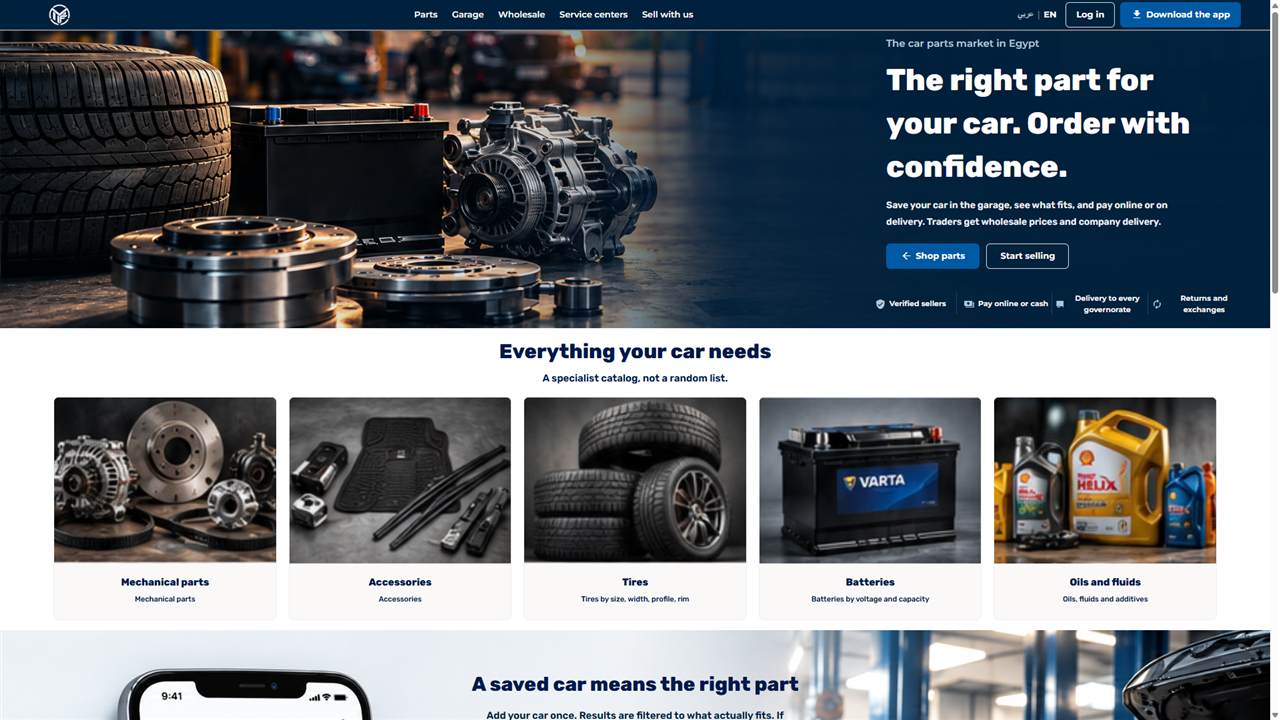 Parts Garage Wholesale Service centers Sell with us
عربي | EN Log in Download the app
The car parts market in Egypt
The right part for
your car. Order with
confidence.
Save your car in the garage, see what fits, and pay online or on
delivery. Traders get wholesale prices and company delivery.
Shop parts Start selling
Verified sellers
Pay online or cash
Delivery to every
governorate
Returns and
exchanges
Everything your car needs
A specialist catalog, not a random list.
VARTA
HELIX
Mechanical parts
Mechanical parts
Accessories
Accessories
Tires
Tires by size, width, profile, rim
Batteries
Batteries by voltage and capacity
Oils and fluids
Oils, fluids and additives
9:41
A saved car means the right part
Add your car once. Results are filtered to what actually fits. If